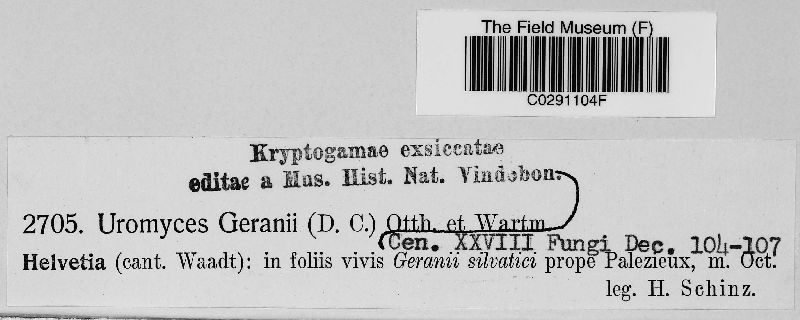 The Field Museum (F)
C0291104F
Kryptogamae exsiccatae
editae a Mus. Hist. Nat. Vindobon.
2705. Uromyces Geranii (D. C.) Otth. et Wartm.
(Cen. XXVIII Fungi Dec. 104-107
Helvetia (cant. Waadt): in foliis vivis Geranii silvatici prope Palezieux, m. Oct.
leg. H. Schinz.